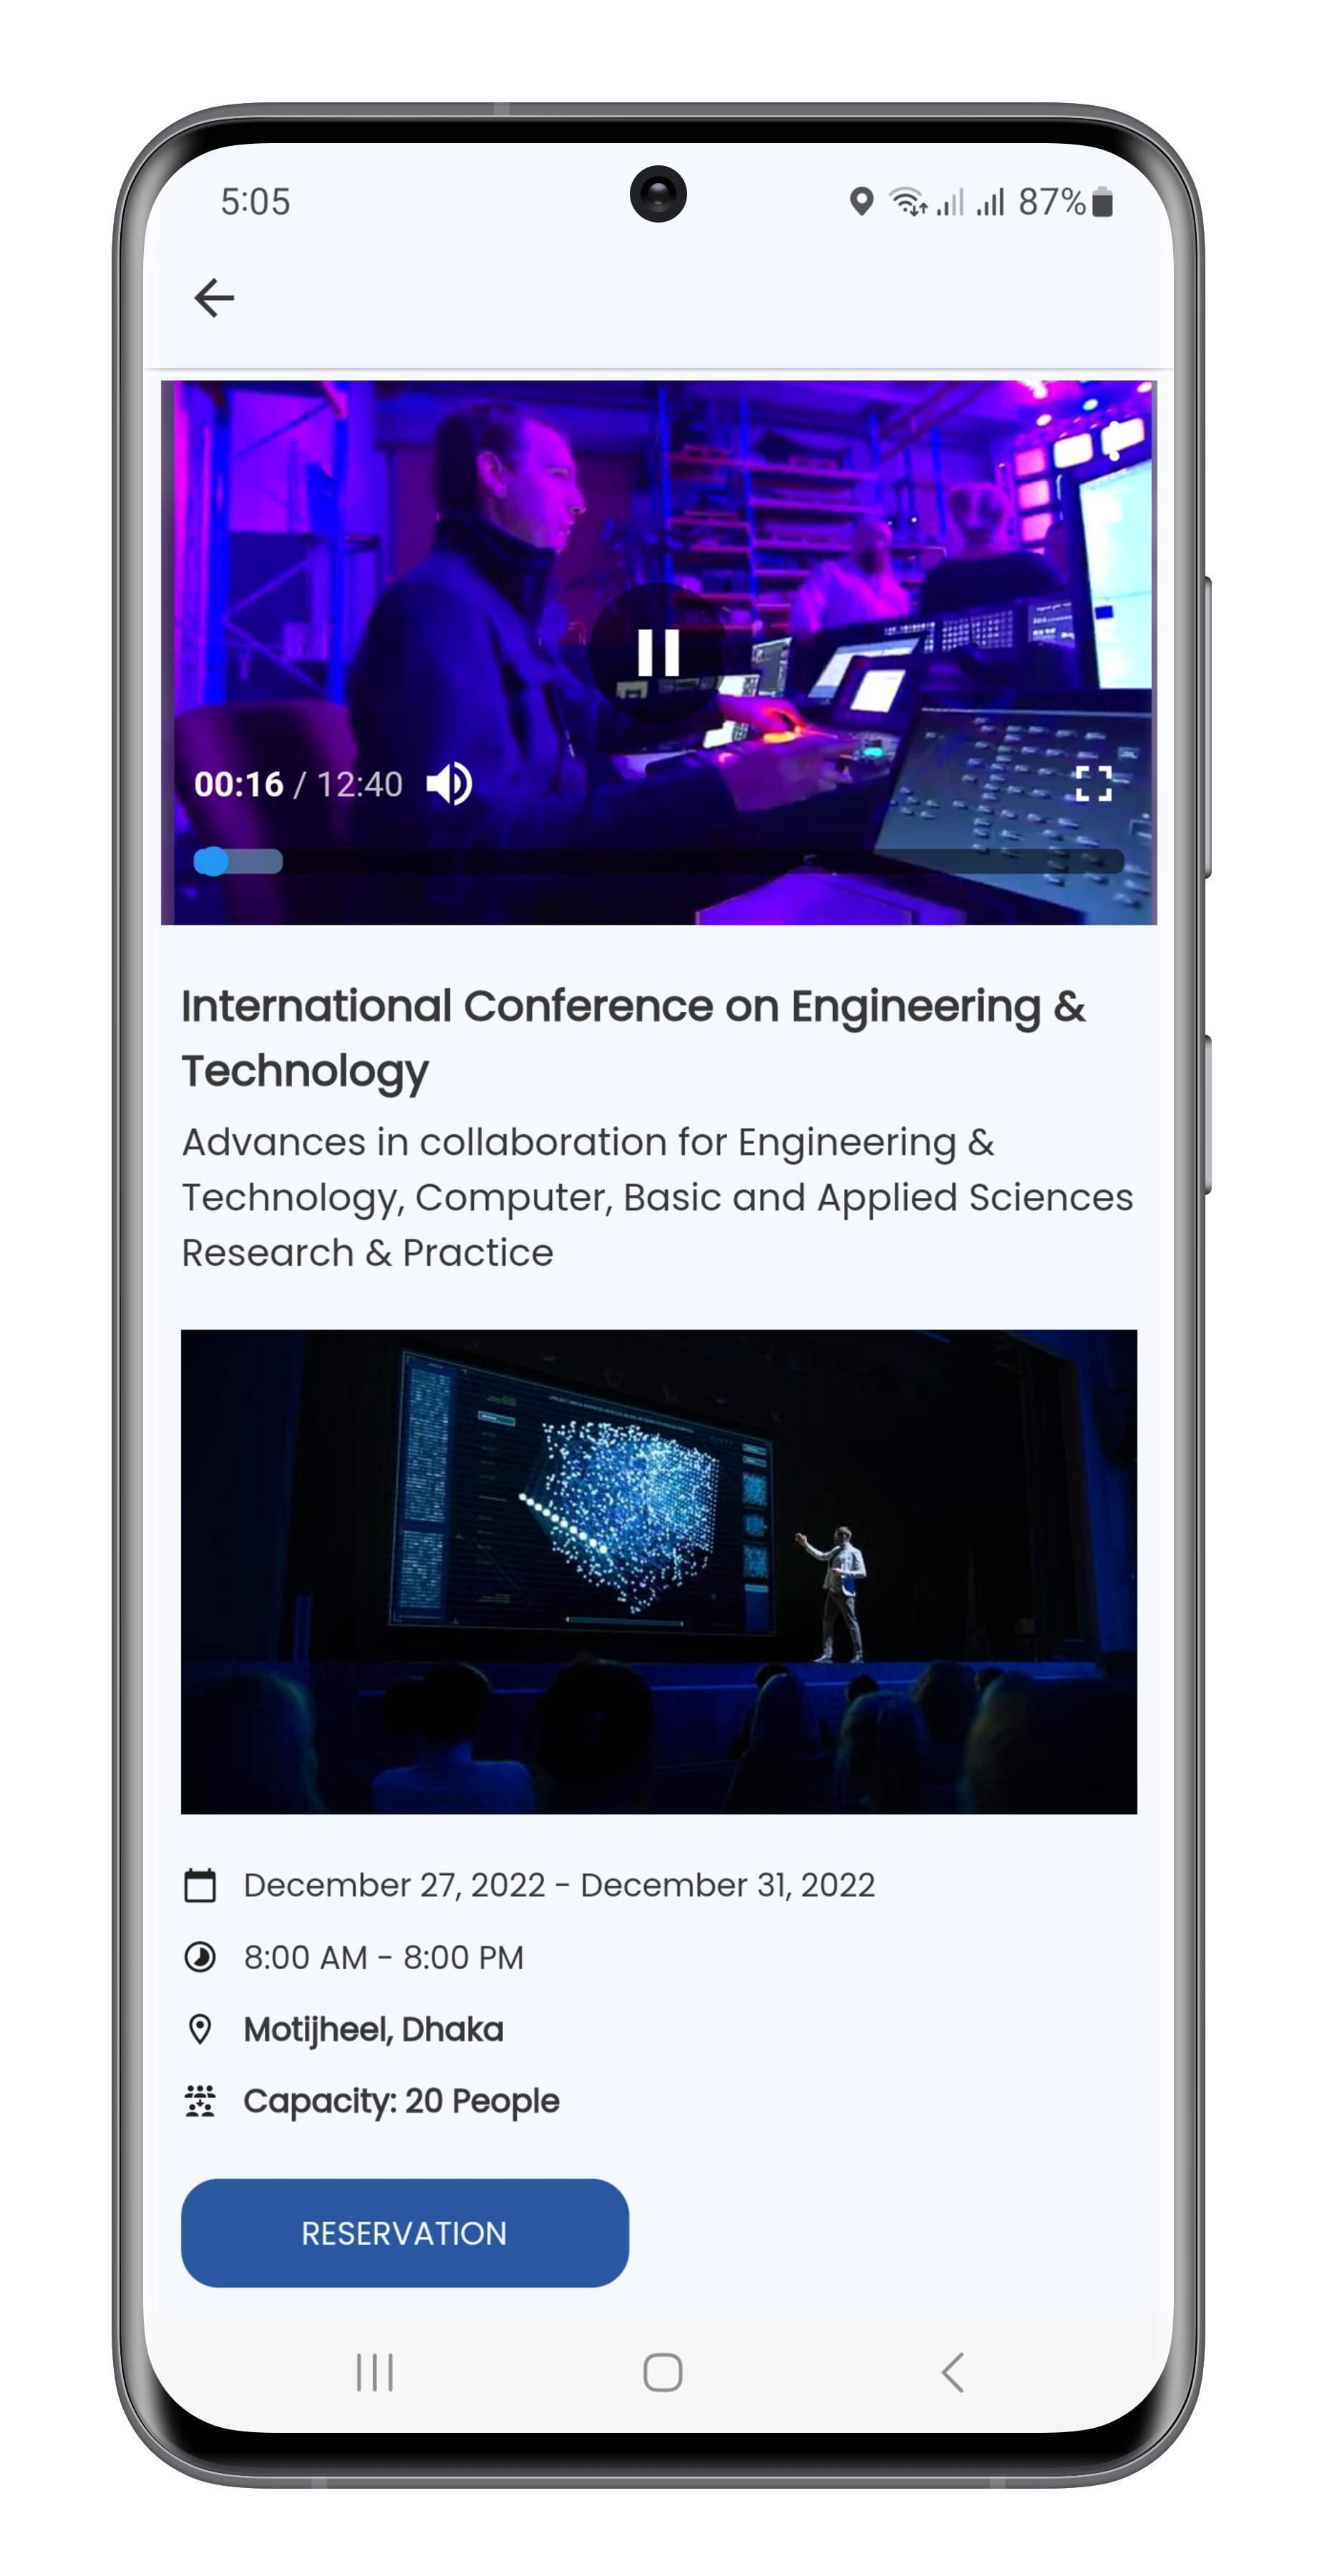 5:05
87%
00:16 / 12:40
International Conference on Engineering &
Technology
Advances in collaboration for Engineering &
Technology, Computer, Basic and Applied Sciences
Research & Practice
December 27, 2022 - December 31, 2022
8:00 AM - 8:00 PM
Motijheel, Dhaka
Capacity: 20 People
RESERVATION